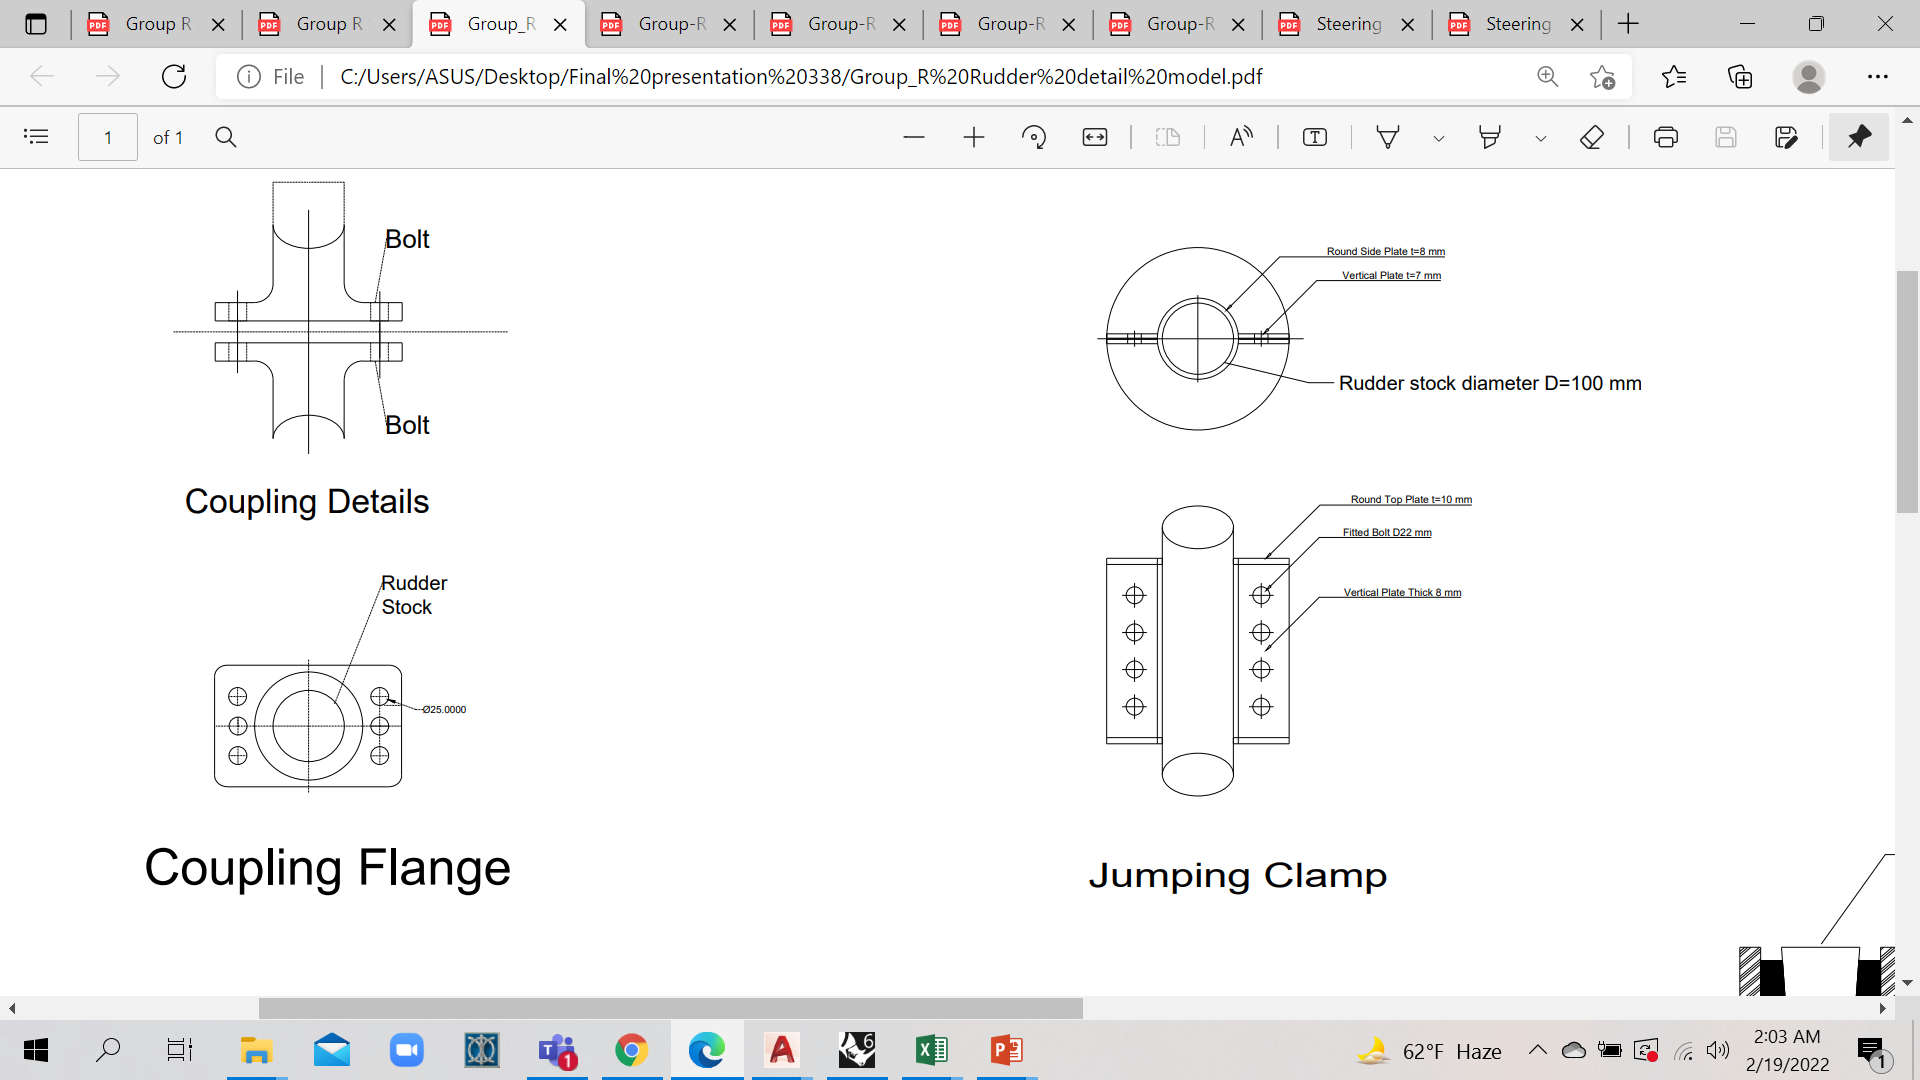 Group R
Group R
Group_R
Group-R
Group-R
Group-R
Group-R
Steering
Steering
File
C:/Users/ASUS/Desktop/Final%20presentation%20338/Group_R%20Rudder%20detail%20model.pdf
1
of 1
Bolt
Bolt
Coupling Details
Rudder
Stock
Ø25.0000
Coupling Flange
Round Side Plate t=8 mm
Vertical Plate t=7 mm
Rudder stock diameter D=100 mm
Round Top Plate t=10 mm
Fitted Bolt D22 mm
Vertical Plate Thick 8 mm
Jumping Clamp
1
6
62°F Haze
2:03 AM
2/19/2022
1